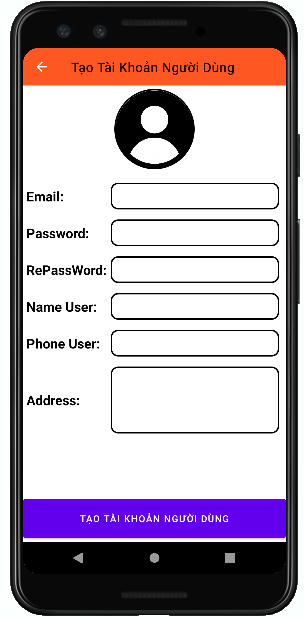 Tạo Tài Khoản Người Dùng
Email:
Password:
RePassWord:
Name User:
Phone User:
Address:
TẠO TÀI KHOẢN NGƯỜI DÙNG